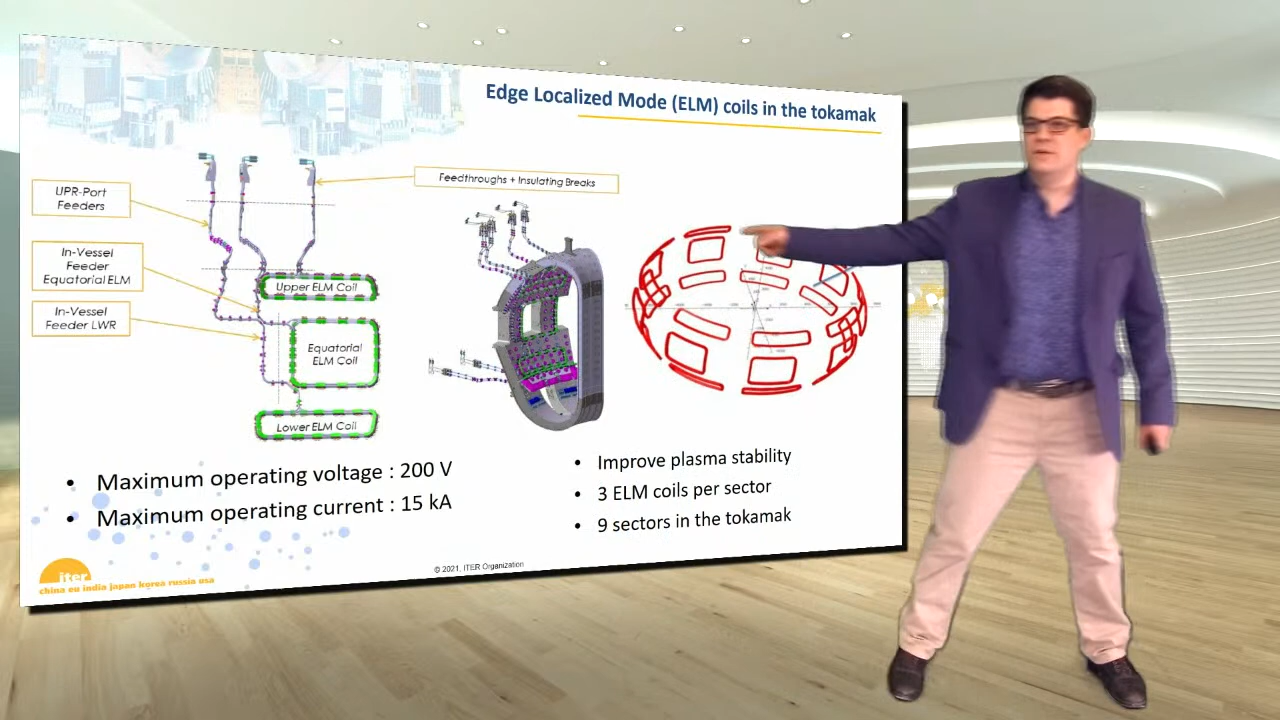 Edge Localized Mode (ELM) coils in the tokamak
UPR-Port
Feeders
In-Vessel
Feeder
Equatorial ELM
In-Vessel
Feeder LWR
Feedthroughs + Insulating Breaks
Upper ELM Coil
Equatorial
ELM Coil
Lower ELM Coil
• Maximum operating voltage : 200 V
• Maximum operating current : 15 kA
• Improve plasma stability
• 3 ELM coils per sector
• 9 sectors in the tokamak
iter
china eu india japan korea russia usa
© 2021, ITER Organization